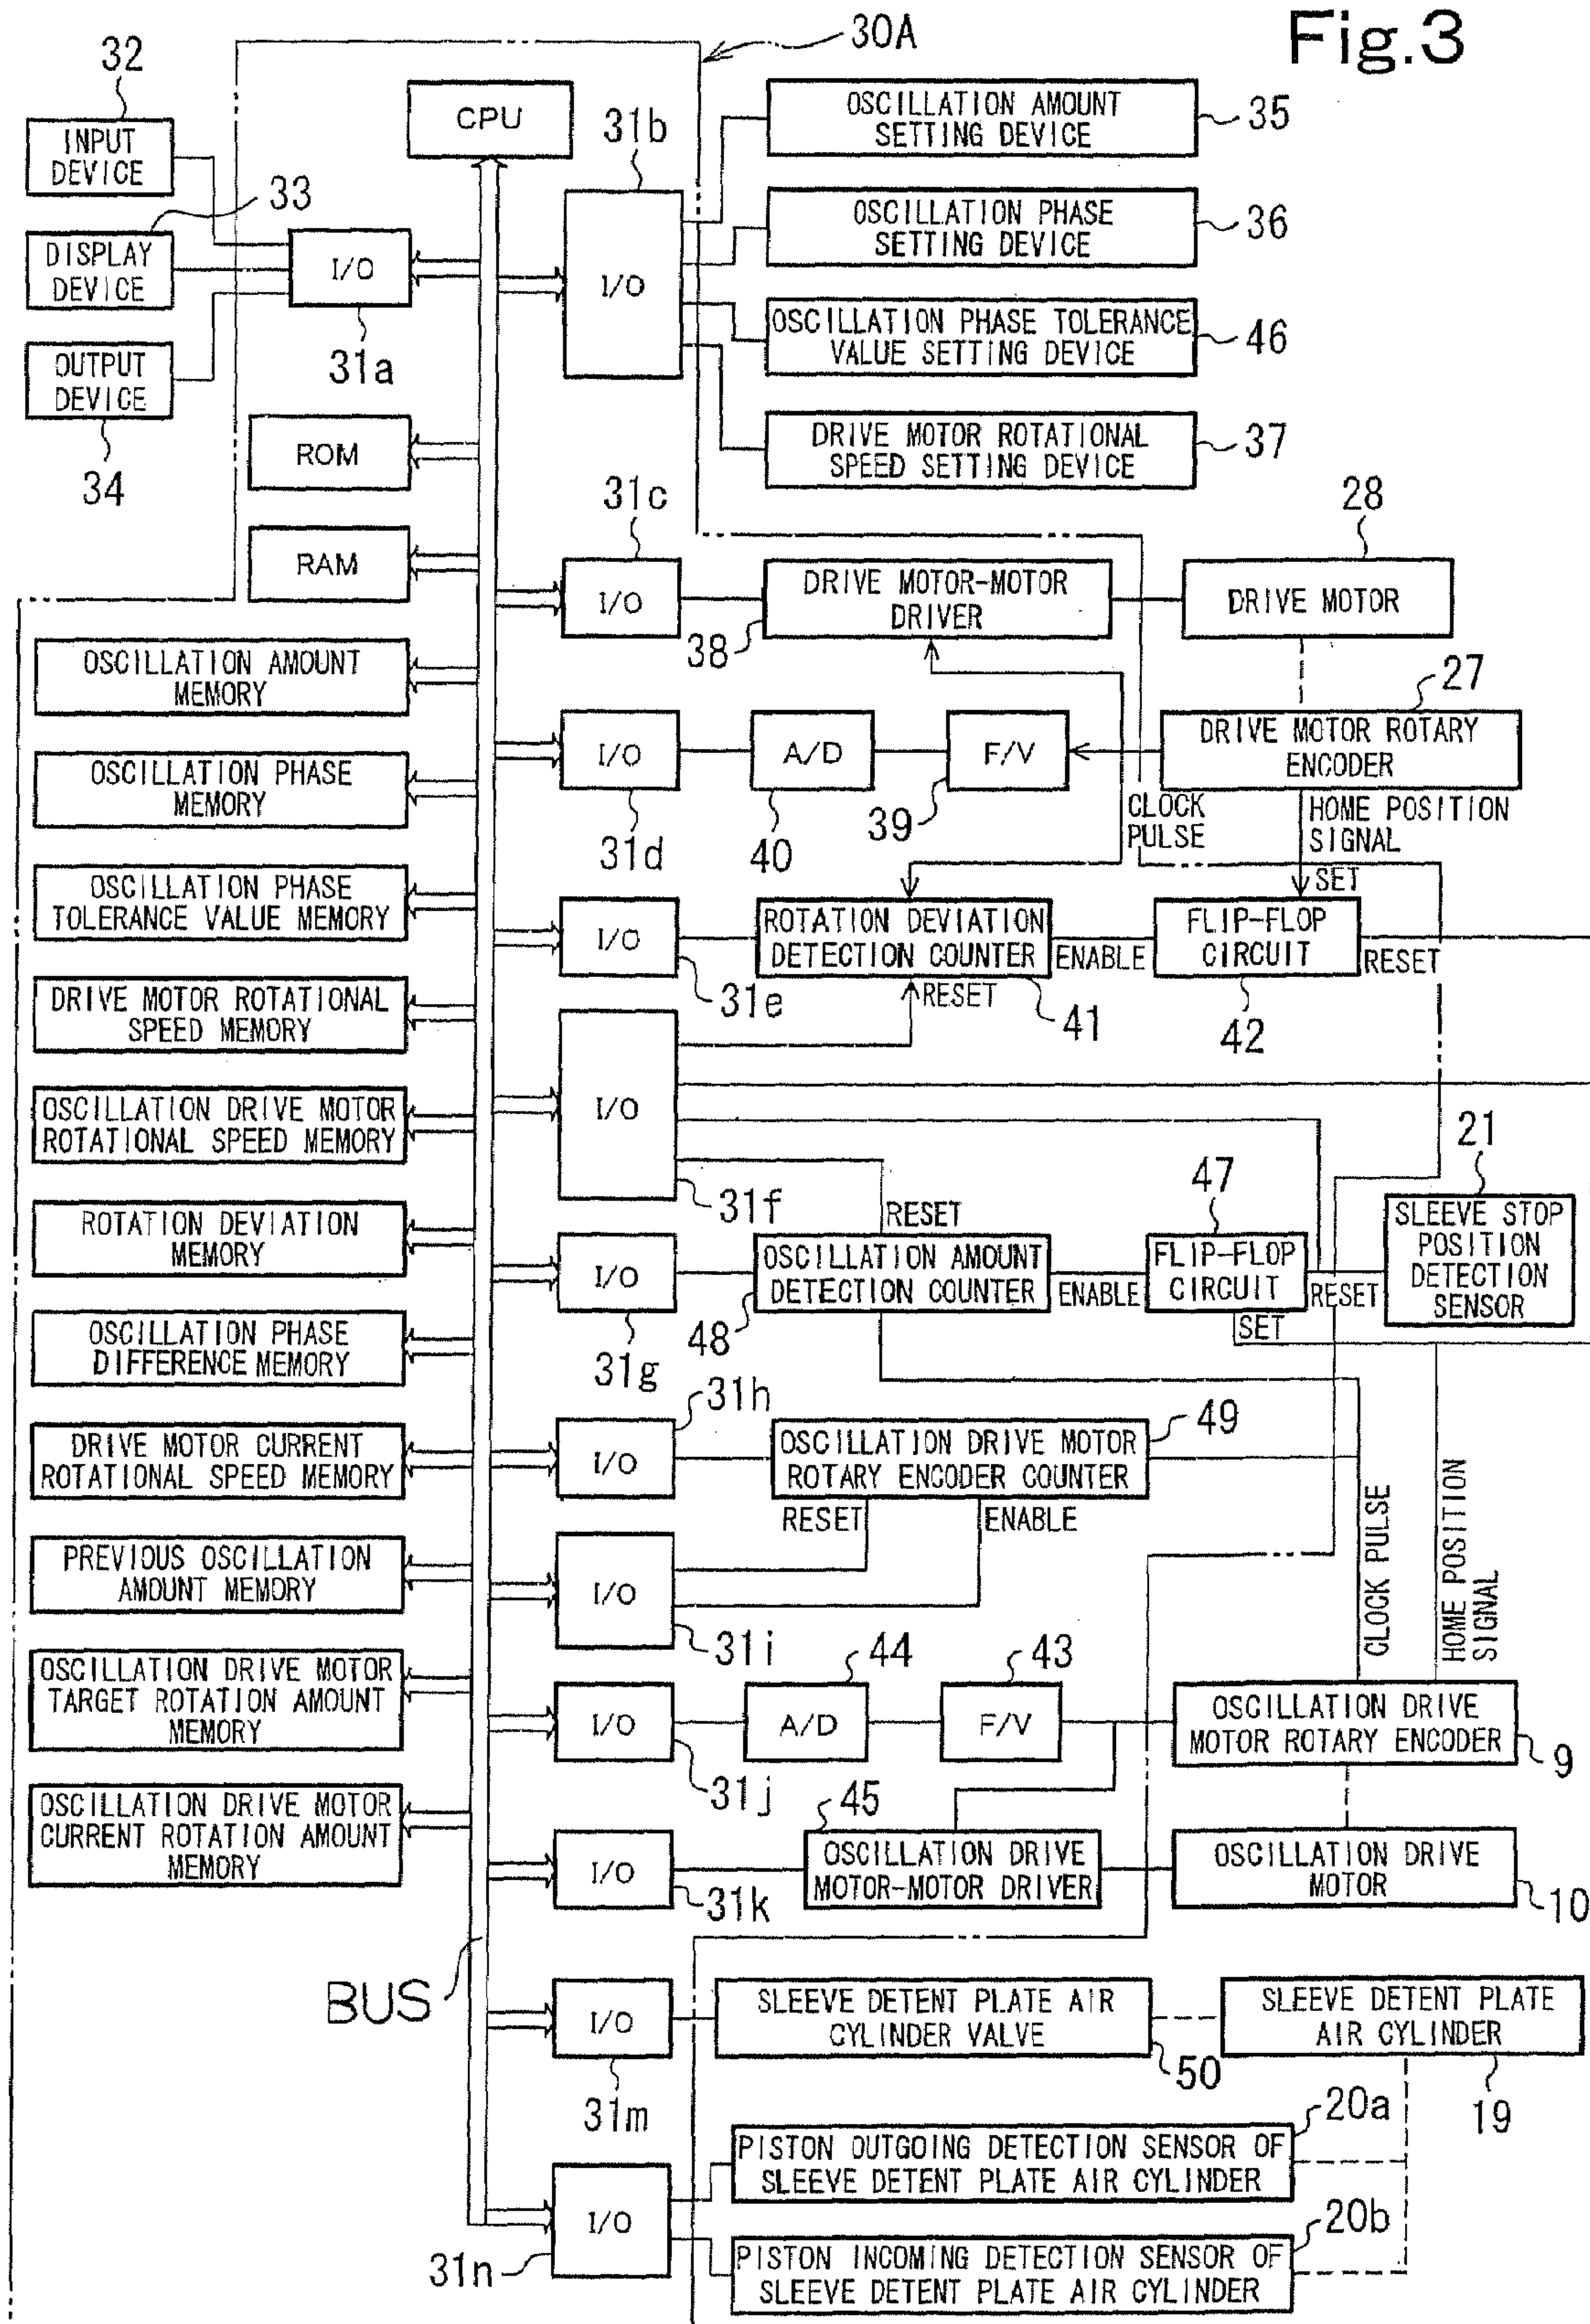 Fig.3
30A
32
INPUT
DEVICE
33
DISPLAY
DEVICE
OUTPUT
DEVICE
34
CPU
I/O
31a
31b
I/O
OSCILLATION AMOUNT
SETTING DEVICE
35
OSCILLATION PHASE
SETTING DEVICE
36
OSCILLATION PHASE TOLERANCE
VALUE SETTING DEVICE
46
DRIVE MOTOR ROTATIONAL
SPEED SETTING DEVICE
37
ROM
RAM
31c
I/O
DRIVE MOTOR-MOTOR
DRIVER
38
28
DRIVE MOTOR
OSCILLATION AMOUNT
MEMORY
27
DRIVE MOTOR ROTARY
ENCODER
I/O
31d
A/D
40
F/V
39
CLOCK
PULSE
HOME POSITION
SIGNAL
SET
OSCILLATION PHASE
MEMORY
OSCILLATION PHASE
TOLERANCE VALUE MEMORY
I/O
31e
ROTATION DEVIATION
DETECTION COUNTER
RESET
41
ENABLE
FLIP-FLOP
CIRCUIT
42
RESET
DRIVE MOTOR ROTATIONAL
SPEED MEMORY
I/O
31f
OSCILLATION DRIVE MOTOR
ROTATIONAL SPEED MEMORY
RESET
47
21
SLEEVE STOP
POSITION
DETECTION
SENSOR
ROTATION DEVIATION
MEMORY
I/O
31g
OSCILLATION AMOUNT
DETECTION COUNTER
48
ENABLE
FLIP-FLOP
CIRCUIT
RESET
SET
OSCILLATION PHASE
DIFFERENCE MEMORY
31h
I/O
OSCILLATION DRIVE MOTOR
ROTARY ENCODER COUNTER
49
RESET
ENABLE
CLOCK PULSE
HOME POSITION
SIGNAL
DRIVE MOTOR CURRENT
ROTATIONAL SPEED MEMORY
PREVIOUS OSCILLATION
AMOUNT MEMORY
I/O
31i
OSCILLATION DRIVE MOTOR
TARGET ROTATION AMOUNT
MEMORY
I/O
31j
44
A/D
43
F/V
OSCILLATION DRIVE
MOTOR ROTARY ENCODER
9
OSCILLATION DRIVE MOTOR
CURRENT ROTATION AMOUNT
MEMORY
I/O
31k
45
OSCILLATION DRIVE
MOTOR-MOTOR DRIVER
OSCILLATION DRIVE
MOTOR
10
BUS
I/O
31m
SLEEVE DETENT PLATE AIR
CYLINDER VALVE
50
SLEEVE DETENT PLATE
AIR CYLINDER
19
I/O
31n
20a
PISTON OUTGOING DETECTION SENSOR OF
SLEEVE DETENT PLATE AIR CYLINDER
20b
PISTON INCOMING DETECTION SENSOR OF
SLEEVE DETENT PLATE AIR CYLINDER